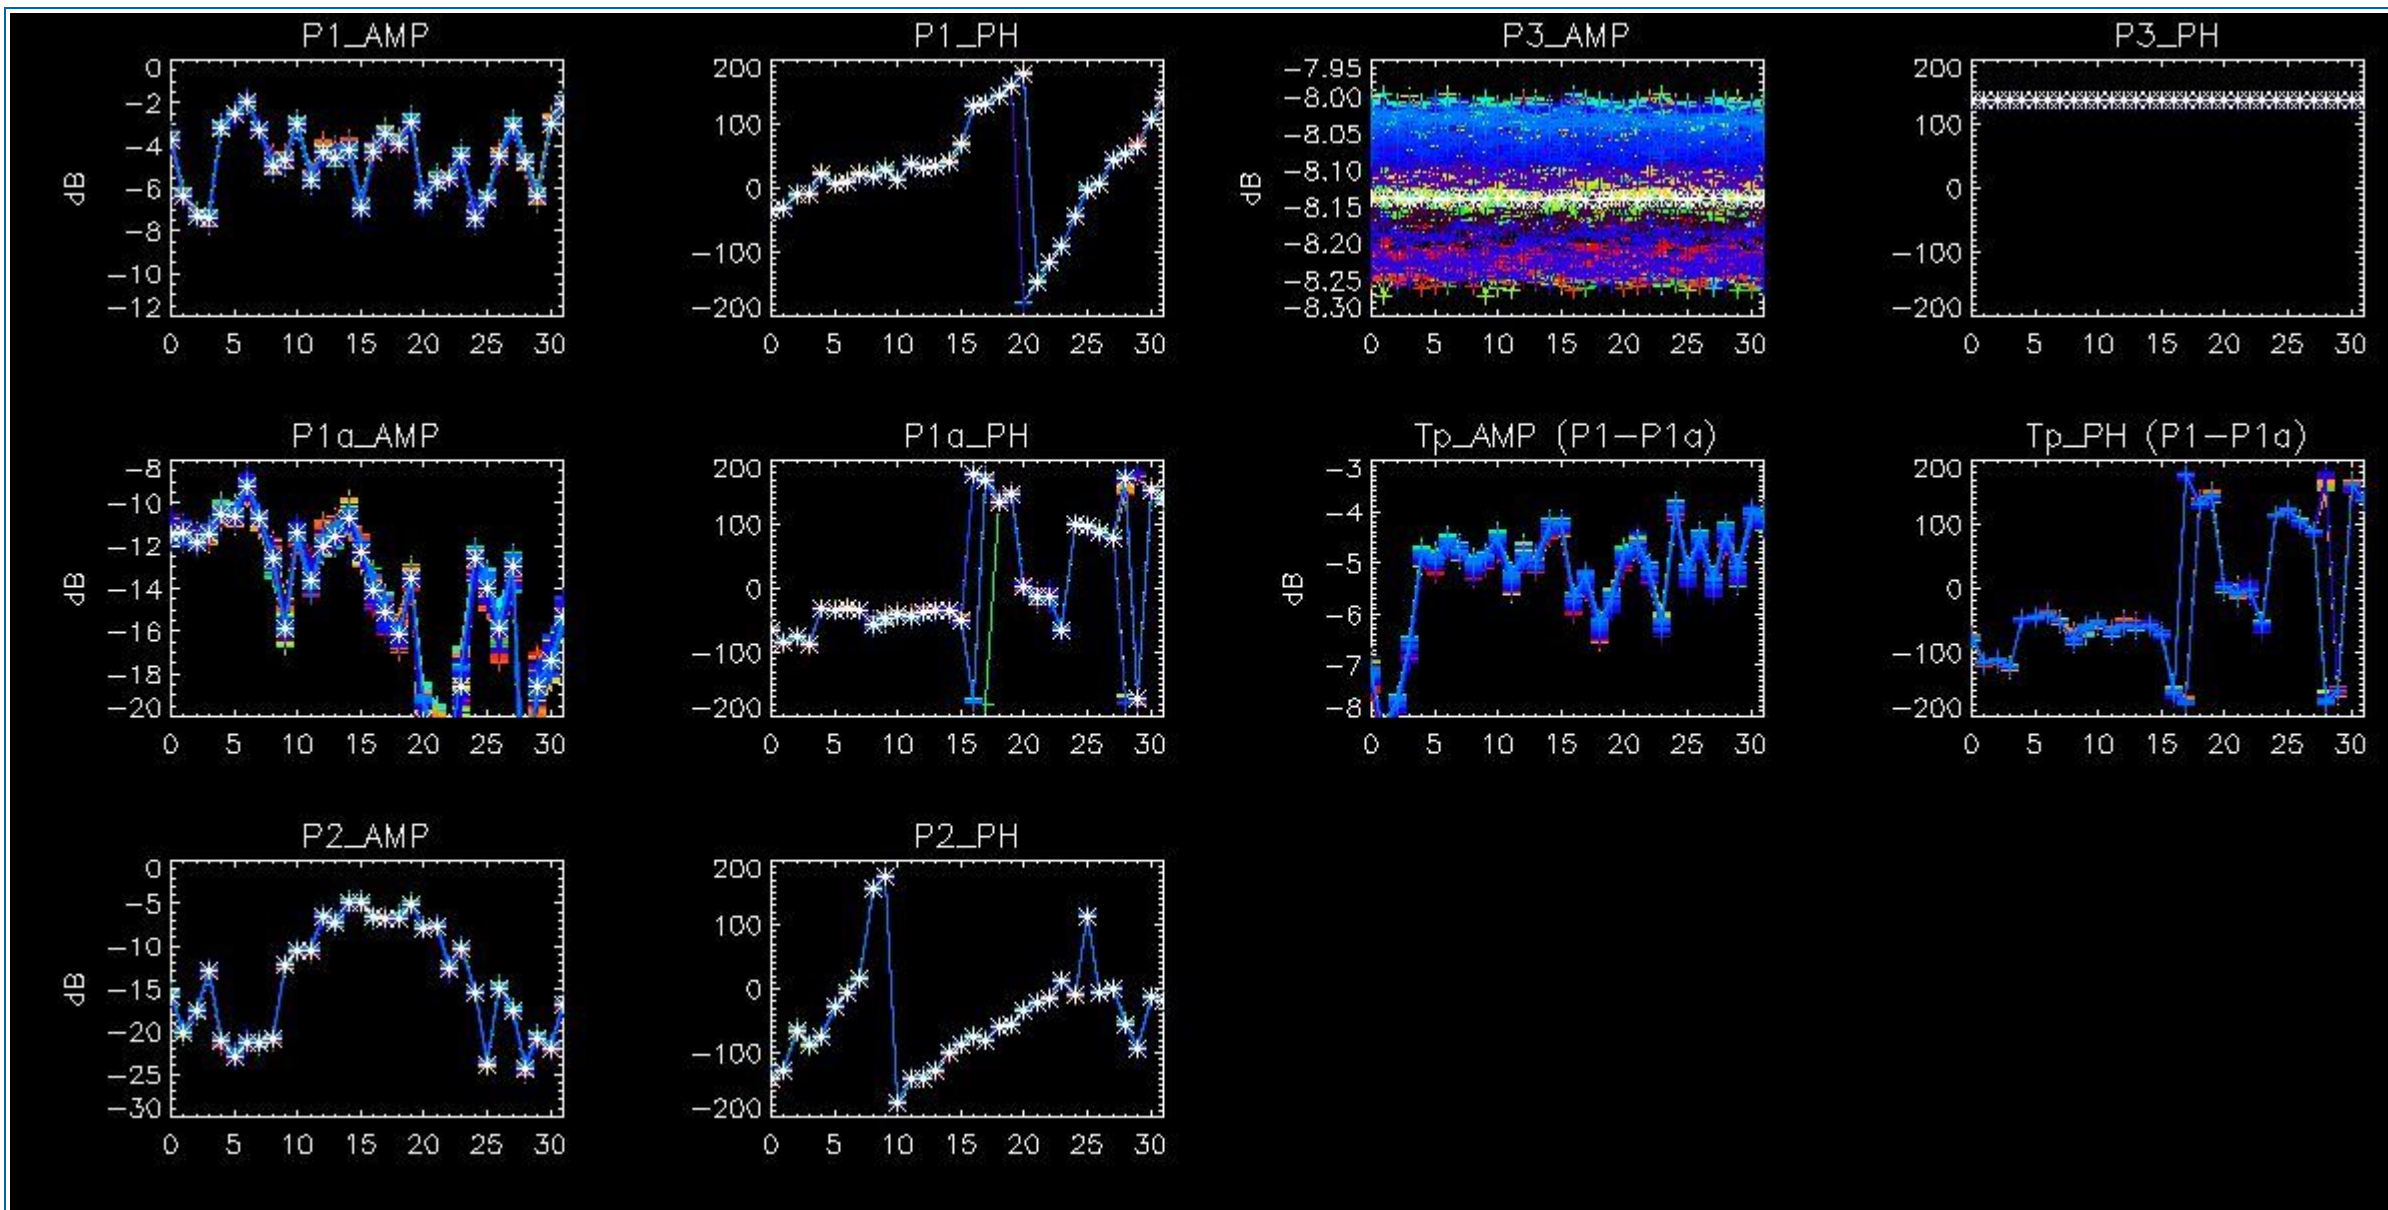 P1_AMP P1_PH P3_AMP P3_PH
0 200 -7.95 200
-2 -8.00
100 100
-4 -8.05
dB -6 0 dB -8.10 0
-8 -8.15
-100 -8.20 -100
-10 -8.25
-12 -200 -8.30 -200
0 5 10 15 20 25 30 0 5 10 15 20 25 30 0 5 10 15 20 25 30 0 5 10 15 20 25 30
P1a_AMP P1a_PH Tp_AMP (P1-P1a) Tp_PH (P1-P1a)
-8 200 -3 200
-10 100 -4 100
-12
dB -14 0 dB -5 0
-16 -6
-100 -100
-18 -7
-20 -200 -8 -200
0 5 10 15 20 25 30 0 5 10 15 20 25 30 0 5 10 15 20 25 30 0 5 10 15 20 25 30
P2_AMP P2_PH
0 200
-5 100
-10
dB -15 0
-20 -100
-25
-30 -200
0 5 10 15 20 25 30 0 5 10 15 20 25 30